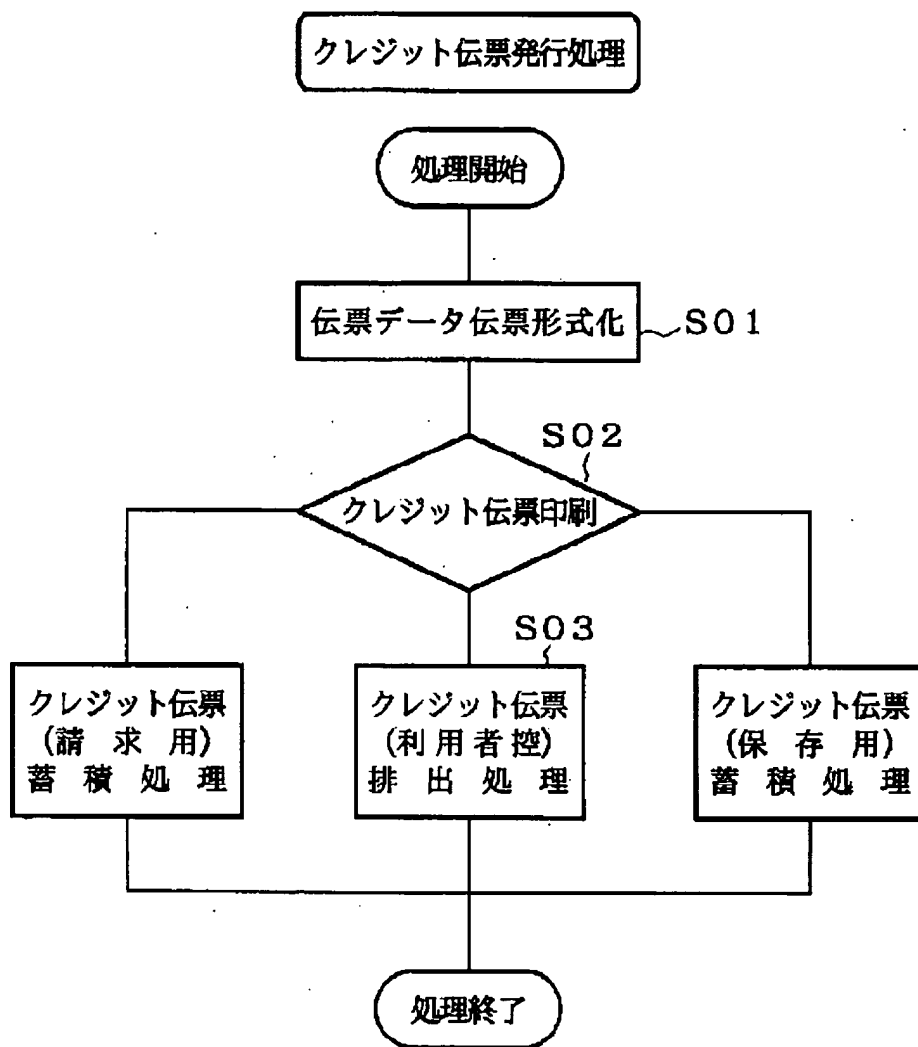 クレジット伝票発行処理
処理開始
伝票データ伝票形式化
S01
S02
クレジット伝票印刷
S03
クレジット伝票
(請求用)
蓄積処理
クレジット伝票
(利用者控)
排出処理
クレジット伝票
(保存用)
蓄積処理
処理終了